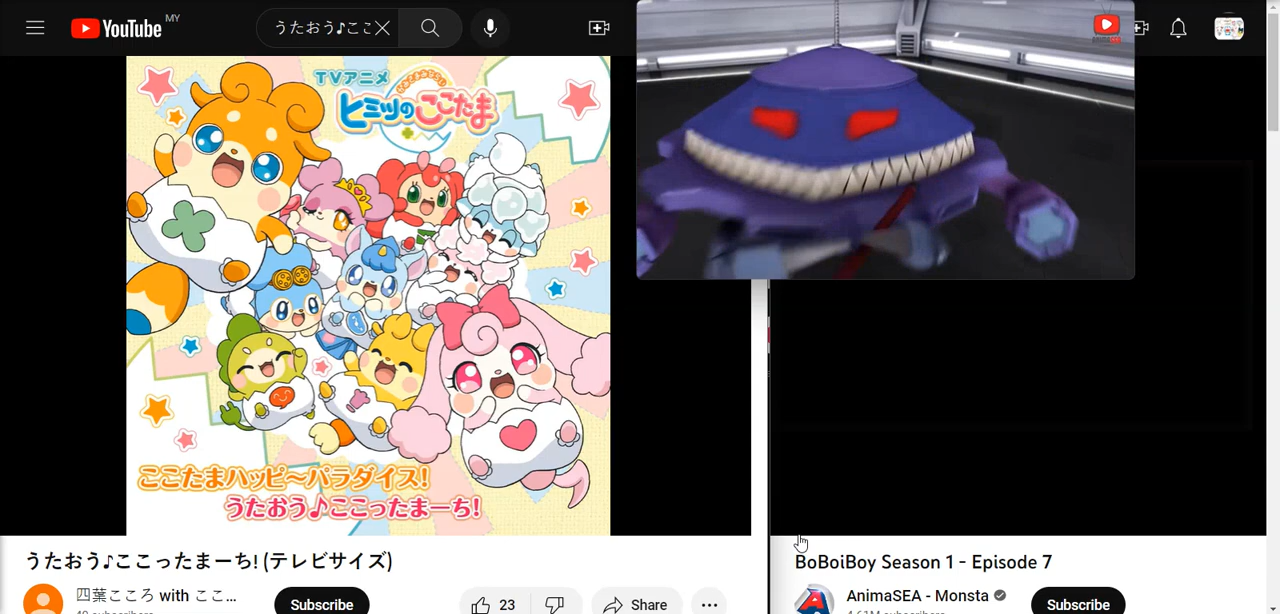 YouTube MY
うたおう♪ここ
TVアニメ
ヒミツのここたま
ここたまハッピ〜パラダイス!
うたおう♪ここったまーち!
うたおう♪ここったまーち! (テレビサイズ)
四葉こころ with ここ...
Subscribe
23
Share
BoBoiBoy Season 1 - Episode 7
AnimaSEA - Monsta
Subscribe